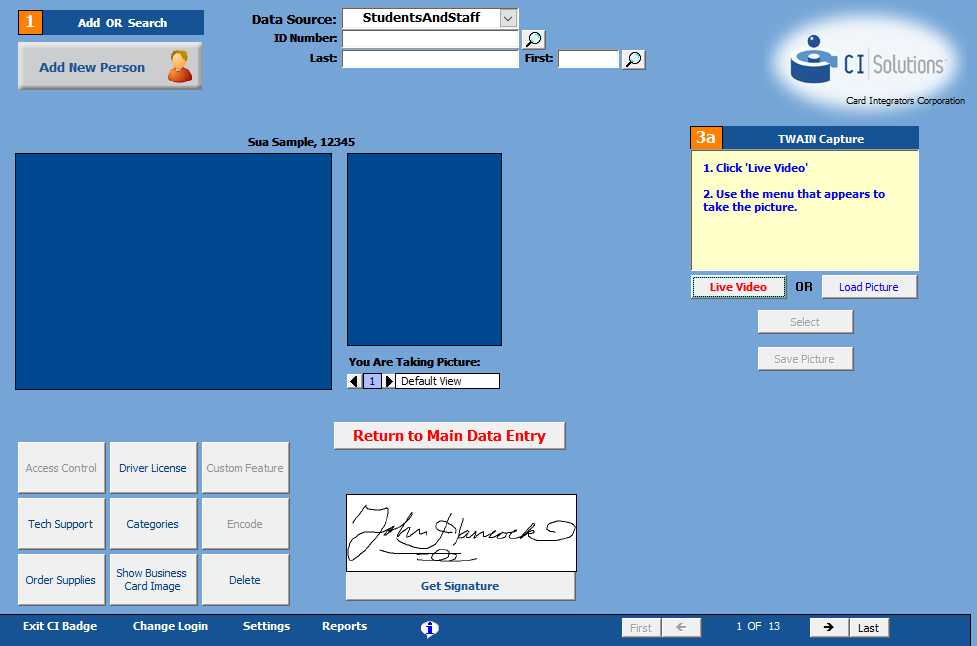 1 Add OR Search
Add New Person
Data Source: StudentsAndStaff
ID Number:
Last: First:
CI Solutions
Card Integrators Corporation
Sua Sample, 12345
3a TWAIN Capture
1. Click 'Live Video'
2. Use the menu that appears to
take the picture.
Live Video OR Load Picture
Select
Save Picture
You Are Taking Picture:
1 Default View
Return to Main Data Entry
Access Control Driver License Custom Feature
Tech Support Categories Encode
Order Supplies Show Business
Card Image Delete
John Hancock
Get Signature
Exit CI Badge Change Login Settings Reports i First ← 1 OF 13 → Last